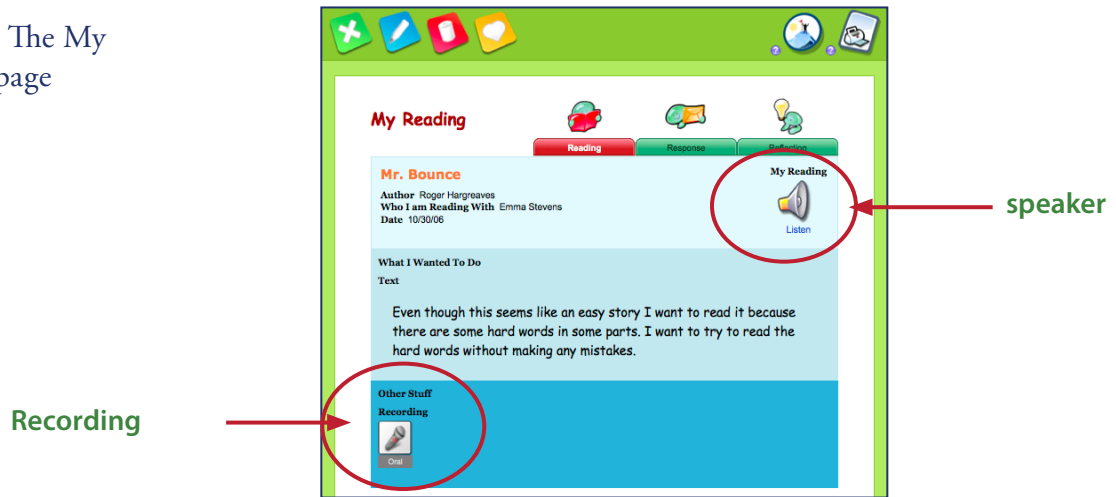 The My
page
My Reading
Reading
Response
Reflection
Mr. Bounce
Author Roger Hargreaves
Who I am Reading With Emma Stevens
Date 10/30/06
My Reading
Listen
speaker
What I Wanted To Do
Text
Even though this seems like an easy story I want to read it because
there are some hard words in some parts. I want to try to read the
hard words without making any mistakes.
Other Stuff
Recording
Oral
Recording
?
?